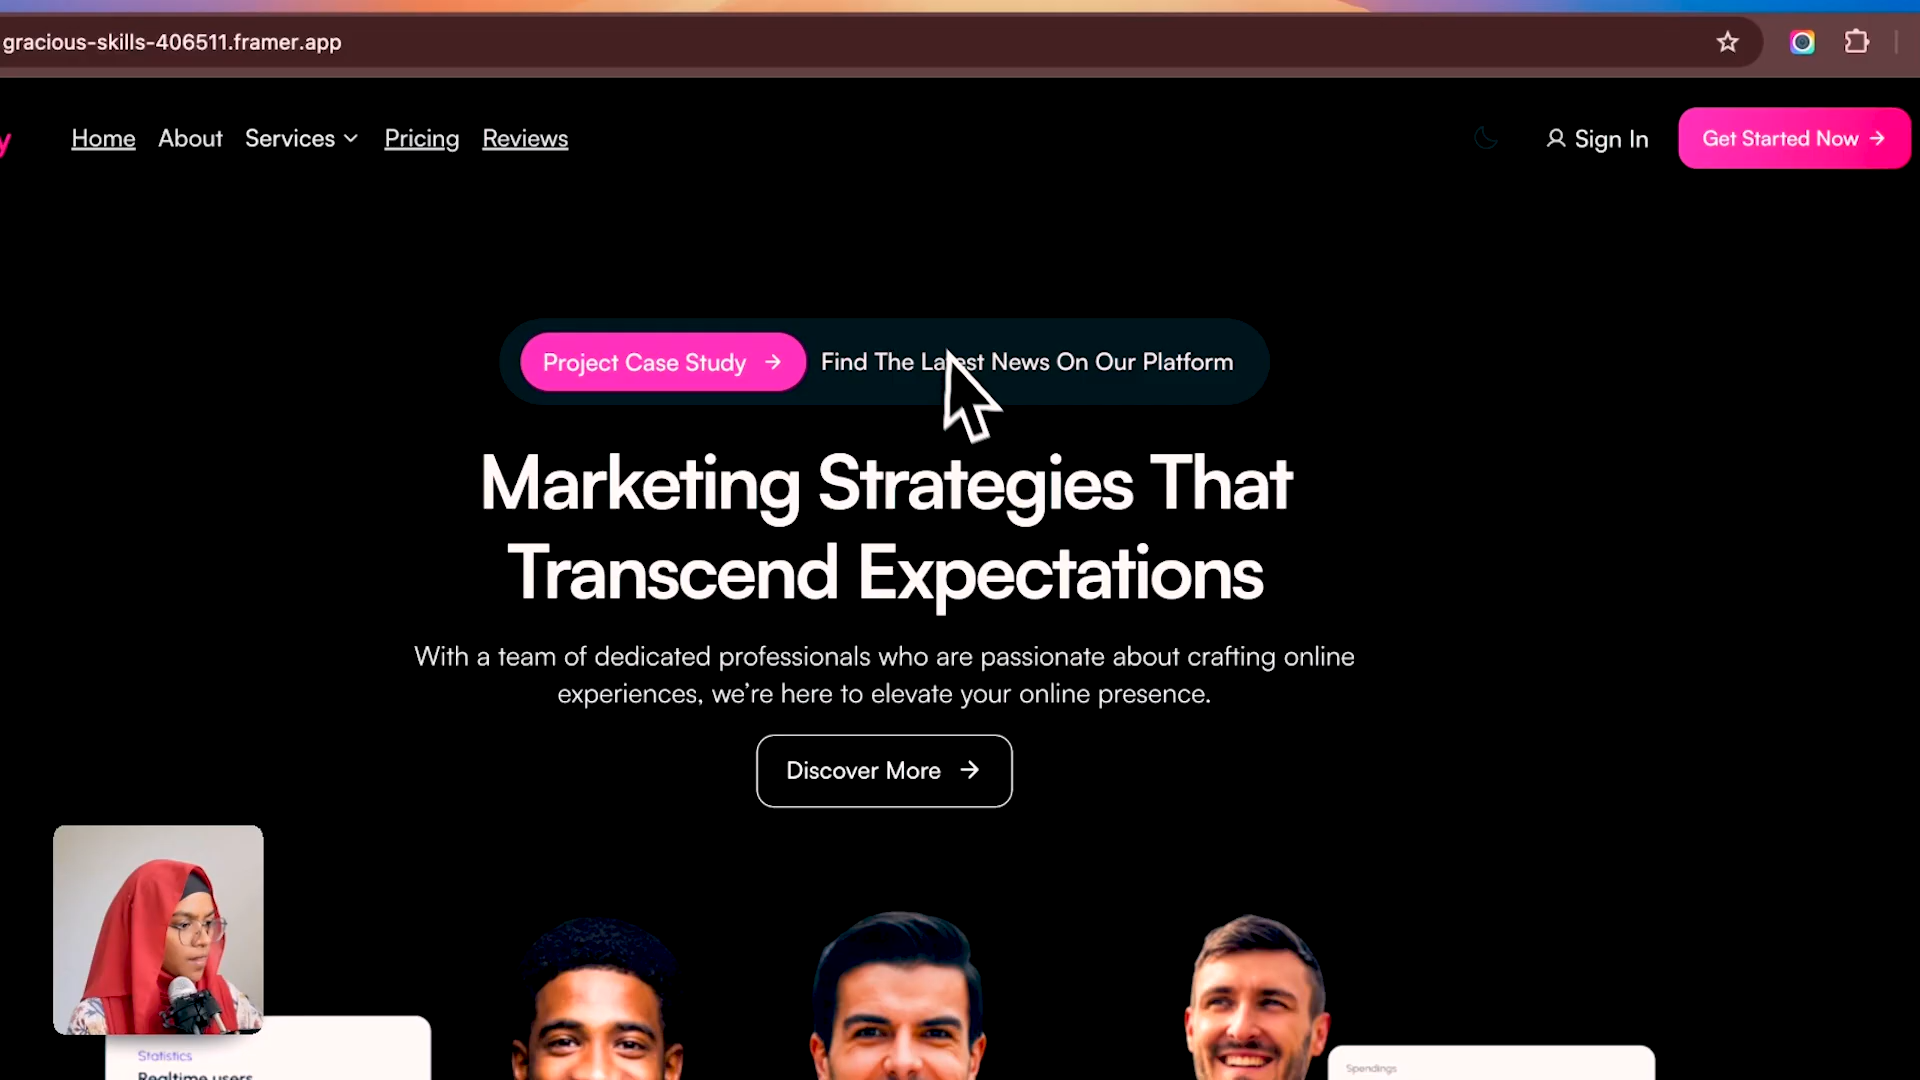 gracious-skills-406511.framer.app
y
Home About Services Pricing Reviews
Sign In
Get Started Now →
Project Case Study →
Find The Latest News On Our Platform
Marketing Strategies That
Transcend Expectations
With a team of dedicated professionals who are passionate about crafting online
experiences, we’re here to elevate your online presence.
Discover More →
Statistics
Realtime users
Spendings